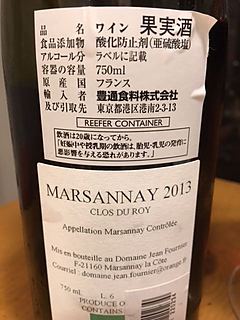 品 名 ワイン 果実酒
食品添加物 酸化防止剤(亜硫酸塩)
アルコール分 ラベルに記載
容器の容量 750ml
原産国 フランス
輸入者 豊通食料株式会社
及び引取先 東京都港区港南2-3-13
REEFER CONTAINER
飲酒は20歳になってから。
「妊娠中や授乳期の飲酒は、胎児・乳児の発育に
悪影響を与える恐れがあります。」
MARSANNAY 2013
CLOS DU ROY
Appellation Marsannay Contrôlée
Mis en bouteille au Domaine Jean Fournier
F-21160 Marsannay la Côte
Courriel : domaine.jean.fournier@orange.fr
750 ml L. 6
PRODUCE O
CONTAINS